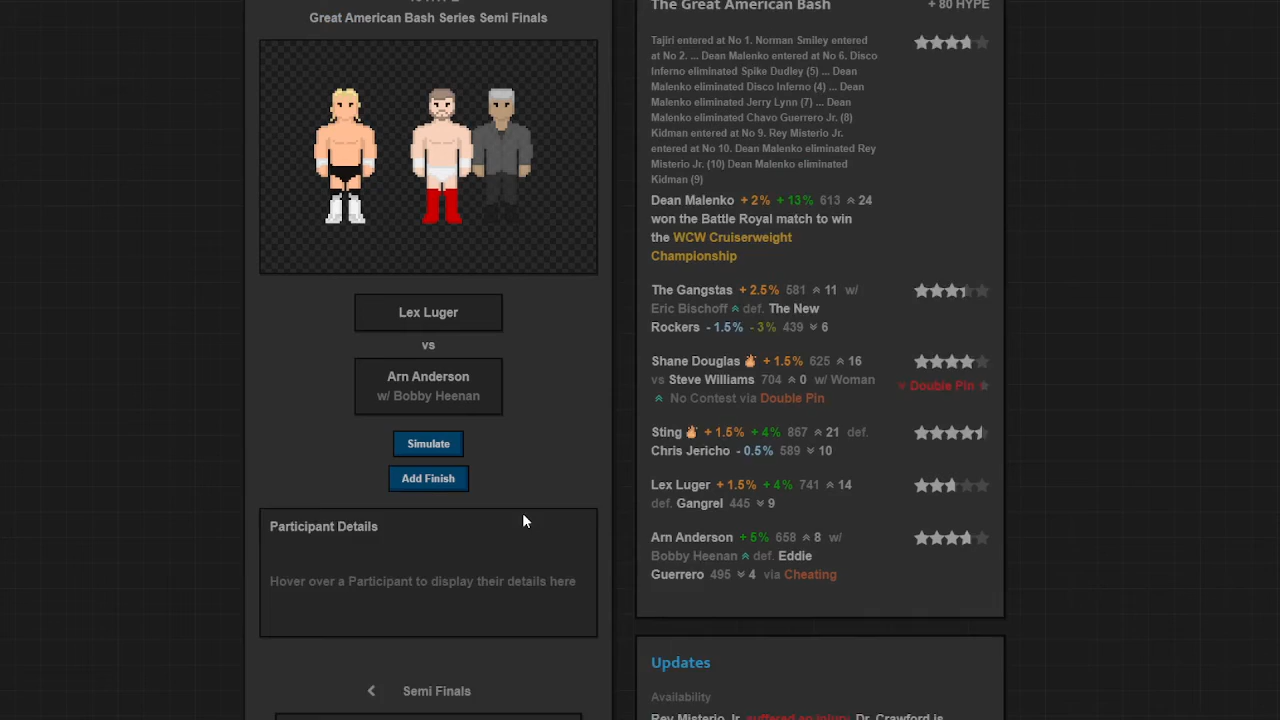 Great American Bash Series Semi Finals
Lex Luger
vs
Arn Anderson
w/ Bobby Heenan
Simulate
Add Finish
Participant Details
Hover over a Participant to display their details here
Semi Finals
The Great American Bash + 80 HYPE
Tajiri entered at No 1. Norman Smiley entered
at No 2. ... Dean Malenko entered at No 6. Disco
Inferno eliminated Spike Dudley (5) ... Dean
Malenko eliminated Disco Inferno (4) ... Dean
Malenko eliminated Jerry Lynn (7) ... Dean
Malenko eliminated Chavo Guerrero Jr. (8)
Kidman entered at No 9. Rey Misterio Jr.
entered at No 10. Dean Malenko eliminated Rey
Misterio Jr. (10) Dean Malenko eliminated
Kidman (9)
Dean Malenko + 2% + 13% 613 24
won the Battle Royal match to win
the WCW Cruiserweight
Championship
The Gangstas + 2.5% 581 11 w/
Eric Bischoff def. The New
Rockers - 1.5% - 3% 439 6
Shane Douglas + 1.5% 625 16
vs Steve Williams 704 0 w/ Woman
No Contest via Double Pin
Double Pin
Sting + 1.5% + 4% 867 21 def.
Chris Jericho - 0.5% 589 10
Lex Luger + 1.5% + 4% 741 14
def. Gangrel 445 9
Arn Anderson + 5% 658 8 w/
Bobby Heenan def. Eddie
Guerrero 495 4 via Cheating
Updates
Availability
Rey Misterio Jr. suffered an injury. Dr. Crawford is